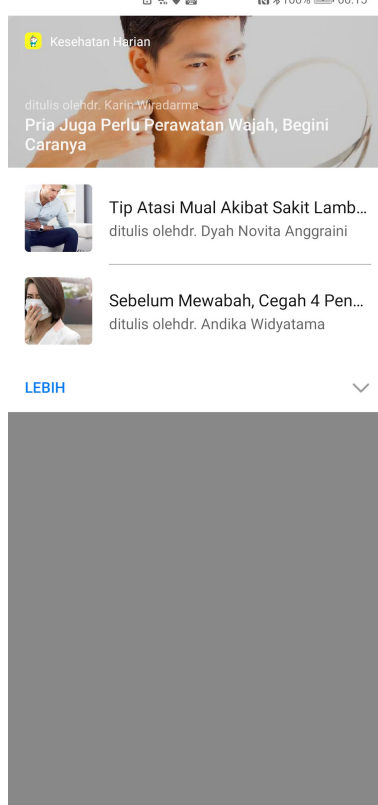 Kesehatan Harian
ditulis olehdr. Karin Wiradarma
Pria Juga Perlu Perawatan Wajah, Begini
Caranya
Tip Atasi Mual Akibat Sakit Lamb...
ditulis olehdr. Dyah Novita Anggraini
Sebelum Mewabah, Cegah 4 Pen...
ditulis olehdr. Andika Widyatama
LEBIH